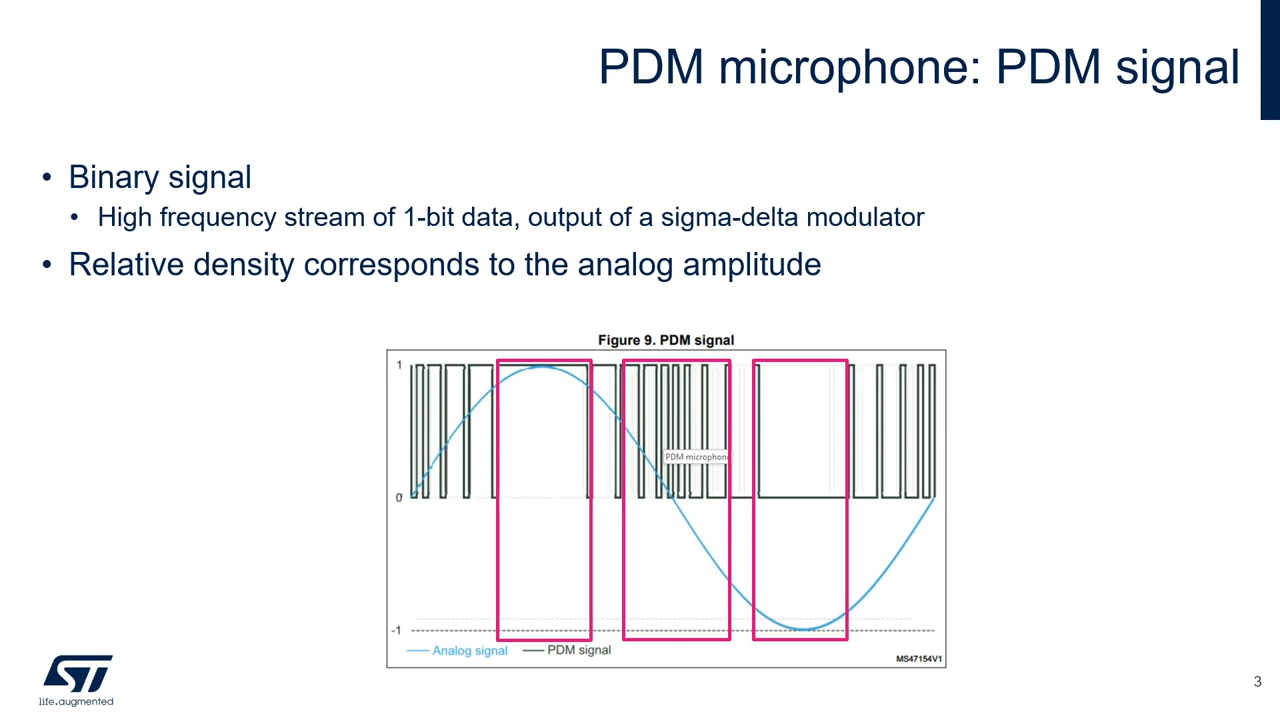 PDM microphone: PDM signal
• Binary signal
• High frequency stream of 1-bit data, output of a sigma-delta modulator
• Relative density corresponds to the analog amplitude
Figure 9. PDM signal
1
PDM microphone
0
-1
Analog signal PDM signal
MS47154V1
ST
life.augmented
3